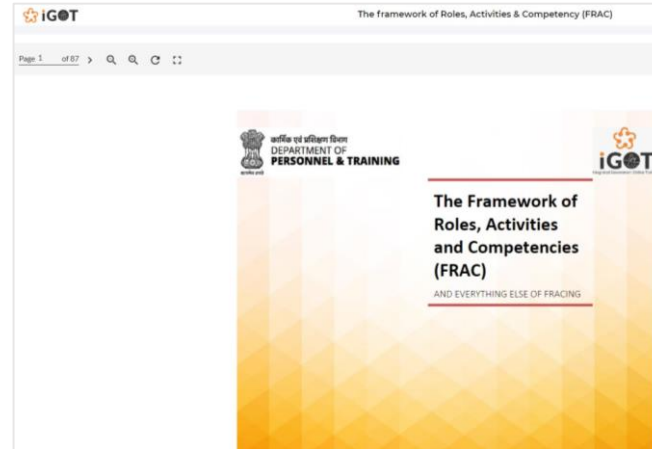 iGOT
The framework of Roles, Activities & Competency (FRAC)
Page 1 of 87
कार्मिक एवं प्रशिक्षण विभाग
DEPARTMENT OF
PERSONNEL & TRAINING
iGOT
The Framework of
Roles, Activities
and Competencies
(FRAC)
AND EVERYTHING ELSE OF FRACING